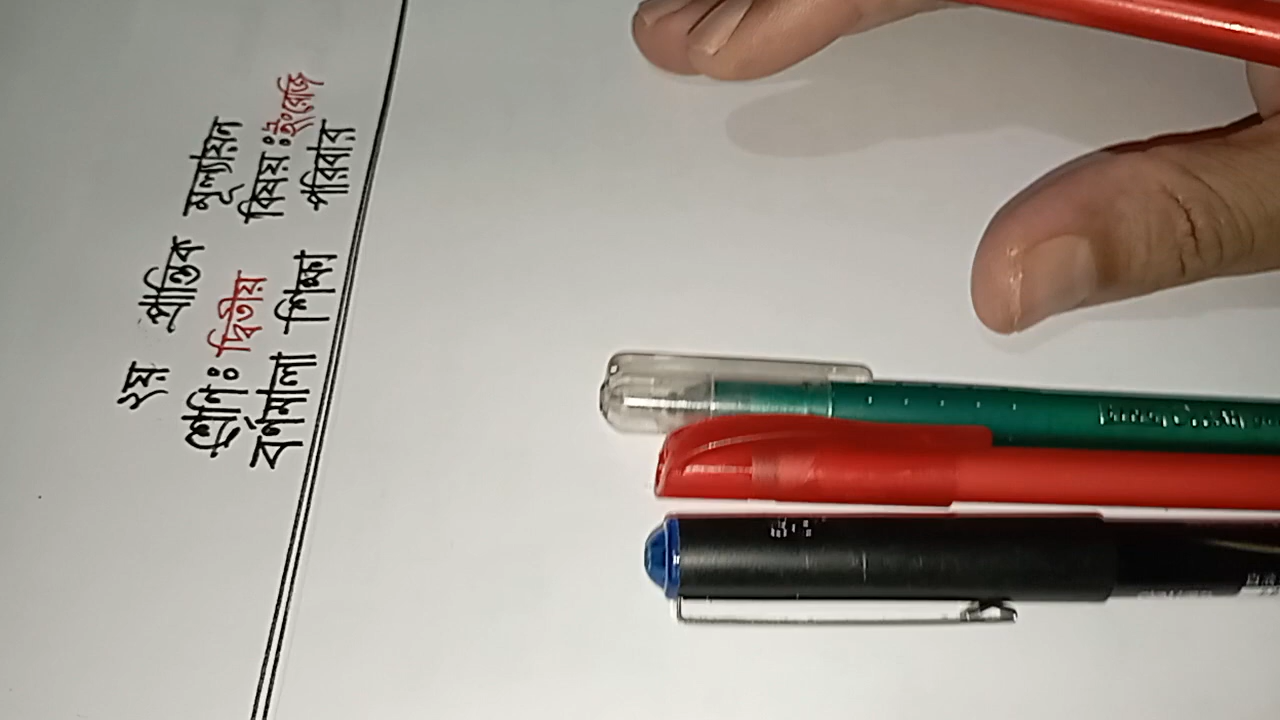 ২য় প্রান্তিক মূল্যায়ন
শ্রেণি: দ্বিতীয় বিষয়: ইংরেজি
বর্ণমালা শিক্ষা পরিবার